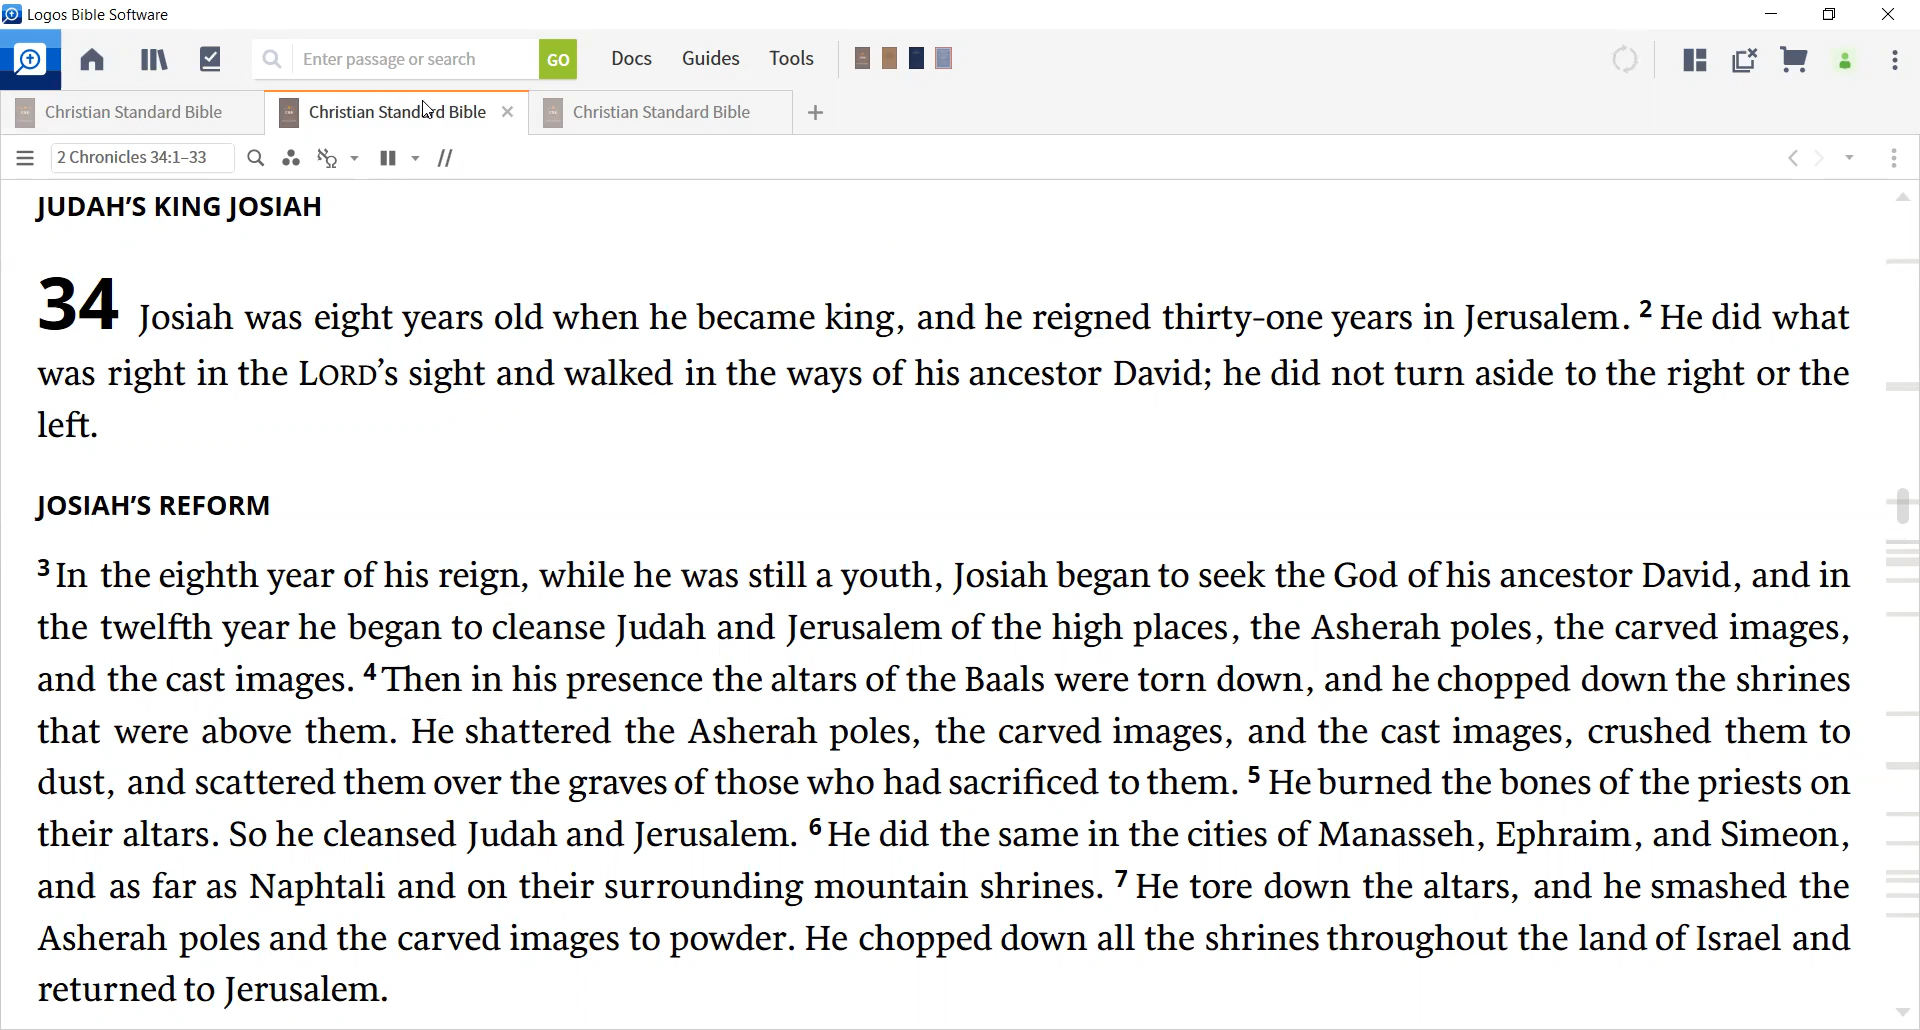 Logos Bible Software
Enter passage or search GO Docs Guides Tools
Christian Standard Bible Christian Standard Bible Christian Standard Bible
2 Chronicles 34:1–33
JUDAH’S KING JOSIAH
34 Josiah was eight years old when he became king, and he reigned thirty-one years in Jerusalem. 2 He did what
was right in the LORD’s sight and walked in the ways of his ancestor David; he did not turn aside to the right or the
left.
JOSIAH’S REFORM
3 In the eighth year of his reign, while he was still a youth, Josiah began to seek the God of his ancestor David, and in
the twelfth year he began to cleanse Judah and Jerusalem of the high places, the Asherah poles, the carved images,
and the cast images. 4 Then in his presence the altars of the Baals were torn down, and he chopped down the shrines
that were above them. He shattered the Asherah poles, the carved images, and the cast images, crushed them to
dust, and scattered them over the graves of those who had sacrificed to them. 5 He burned the bones of the priests on
their altars. So he cleansed Judah and Jerusalem. 6 He did the same in the cities of Manasseh, Ephraim, and Simeon,
and as far as Naphtali and on their surrounding mountain shrines. 7 He tore down the altars, and he smashed the
Asherah poles and the carved images to powder. He chopped down all the shrines throughout the land of Israel and
returned to Jerusalem.